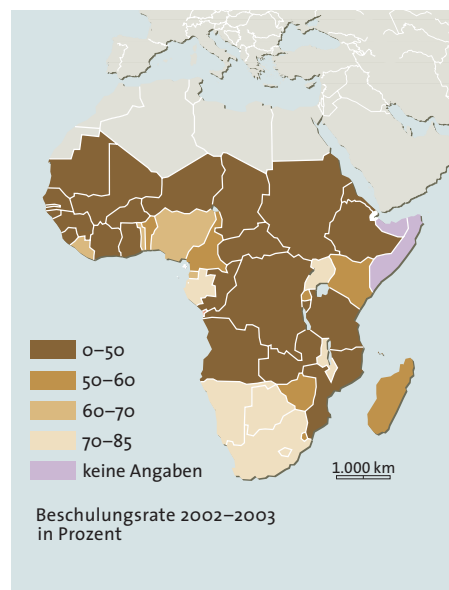 0–50
50–60
60–70
70–85
keine Angaben
1.000 km
Beschulungsrate 2002–2003
in Prozent